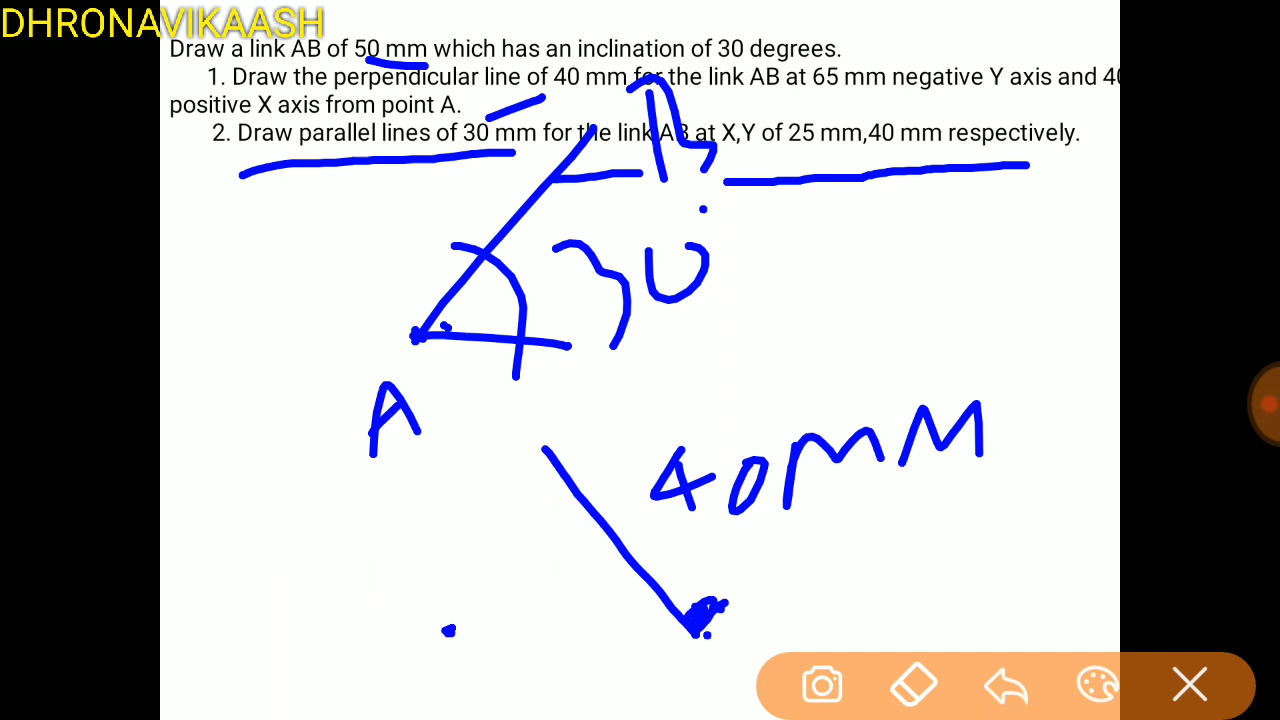 DHRONAVIKAASH
Draw a link AB of 50 mm which has an inclination of 30 degrees.
1. Draw the perpendicular line of 40 mm for the link AB at 65 mm negative Y axis and 40
positive X axis from point A.
2. Draw parallel lines of 30 mm for the link AB at X,Y of 25 mm,40 mm respectively.
30
A
40MM